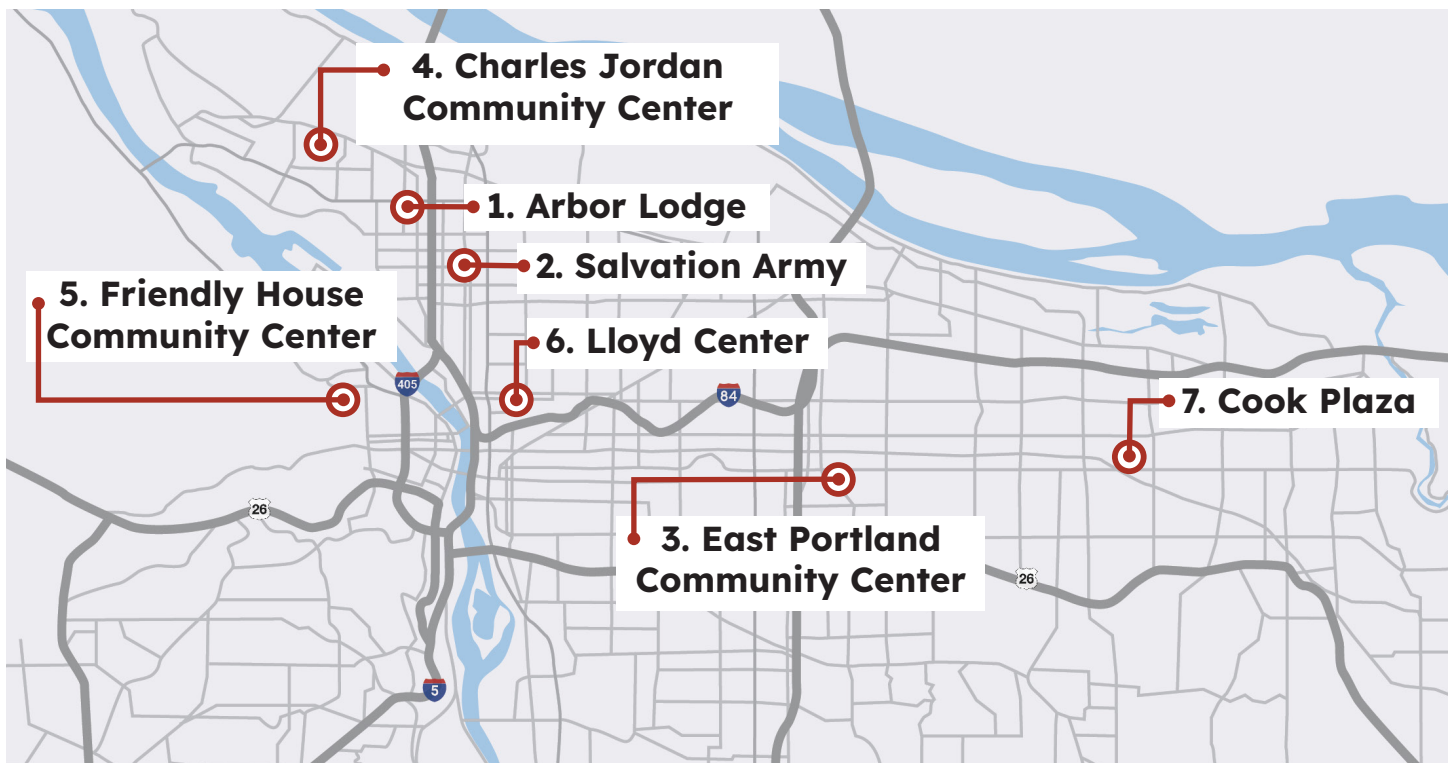 4. Charles Jordan
Community Center
1. Arbor Lodge
2. Salvation Army
5. Friendly House
Community Center
6. Lloyd Center
405
84
7. Cook Plaza
26
3. East Portland
Community Center
26
5